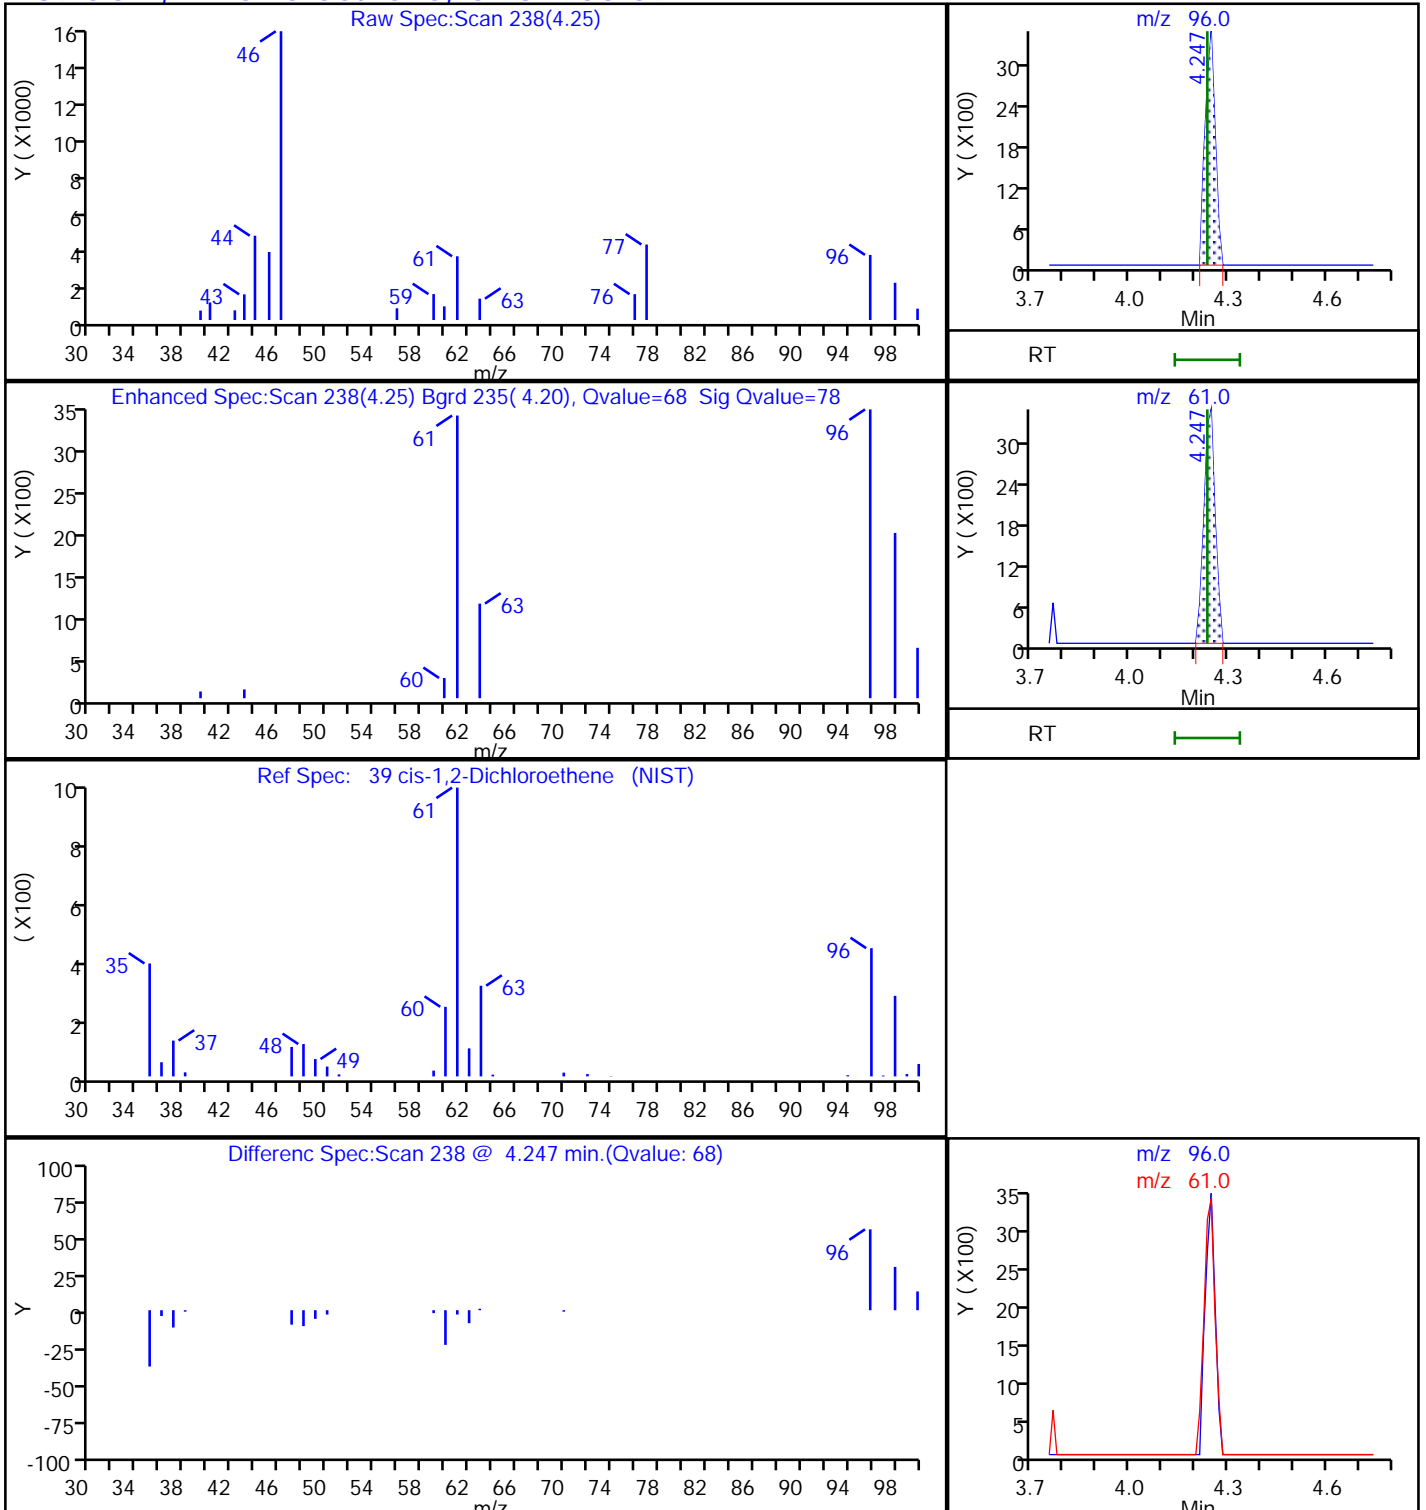 Raw Spec:Scan 238(4.25)
Y ( X1000)
16
14
12
10
8
6
4
2
0
46
44
43
59
61
63
76
77
96
30 34 38 42 46 50 54 58 62 66 70 74 78 82 86 90 94 98
m/z
m/z 96.0
Y ( X100)
30
24
18
12
6
0
4.247
3.7 4.0 4.3 4.6
Min
RT
Enhanced Spec:Scan 238(4.25) Bgrd 235( 4.20), Qvalue=68 Sig Qvalue=78
Y ( X100)
35
30
25
20
15
10
5
0
61
60
63
96
30 34 38 42 46 50 54 58 62 66 70 74 78 82 86 90 94 98
m/z
m/z 61.0
Y ( X100)
30
24
18
12
6
0
4.247
3.7 4.0 4.3 4.6
Min
RT
Ref Spec: 39 cis-1,2-Dichloroethene (NIST)
( X100)
10
8
6
4
2
0
35
37
48
49
60
61
63
96
30 34 38 42 46 50 54 58 62 66 70 74 78 82 86 90 94 98
Differenc Spec:Scan 238 @ 4.247 min.(Qvalue: 68)
Y
100
75
50
25
0
-25
-50
-75
-100
96
30 34 38 42 46 50 54 58 62 66 70 74 78 82 86 90 94 98
m/z
m/z 96.0
m/z 61.0
Y ( X100)
35
30
25
20
15
10
5
0
3.7 4.0 4.3 4.6
Min